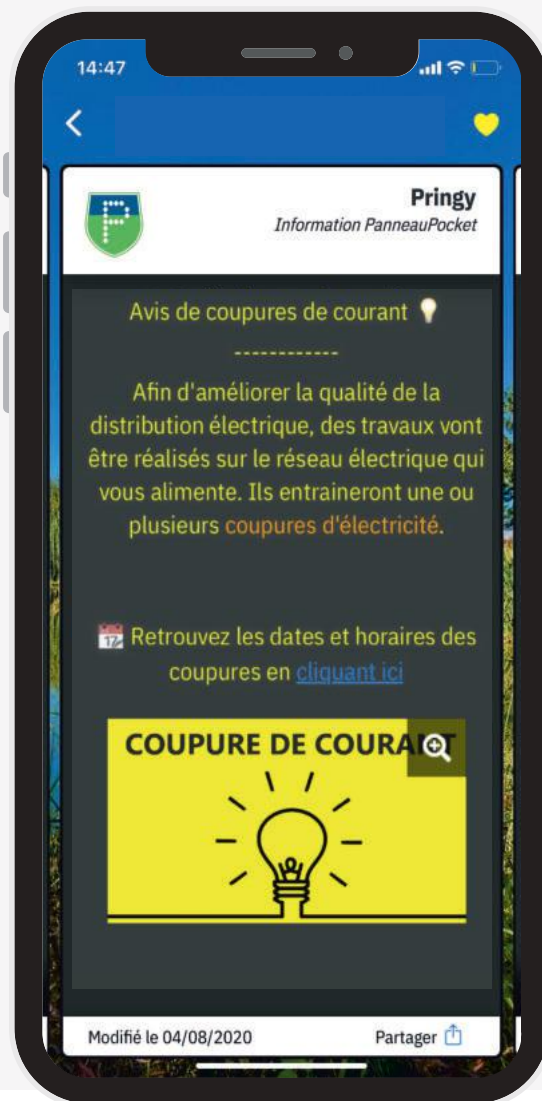 14:47
Pringy
Information PanneauPocket
P
Avis de coupures de courant 💡
------------
Afin d'améliorer la qualité de la
distribution électrique, des travaux vont
être réalisés sur le réseau électrique qui
vous alimente. Ils entraineront une ou
plusieurs coupures d'électricité.
📅 Retrouvez les dates et horaires des
coupures en cliquant ici
COUPURE DE COURANT
Modifié le 04/08/2020
Partager